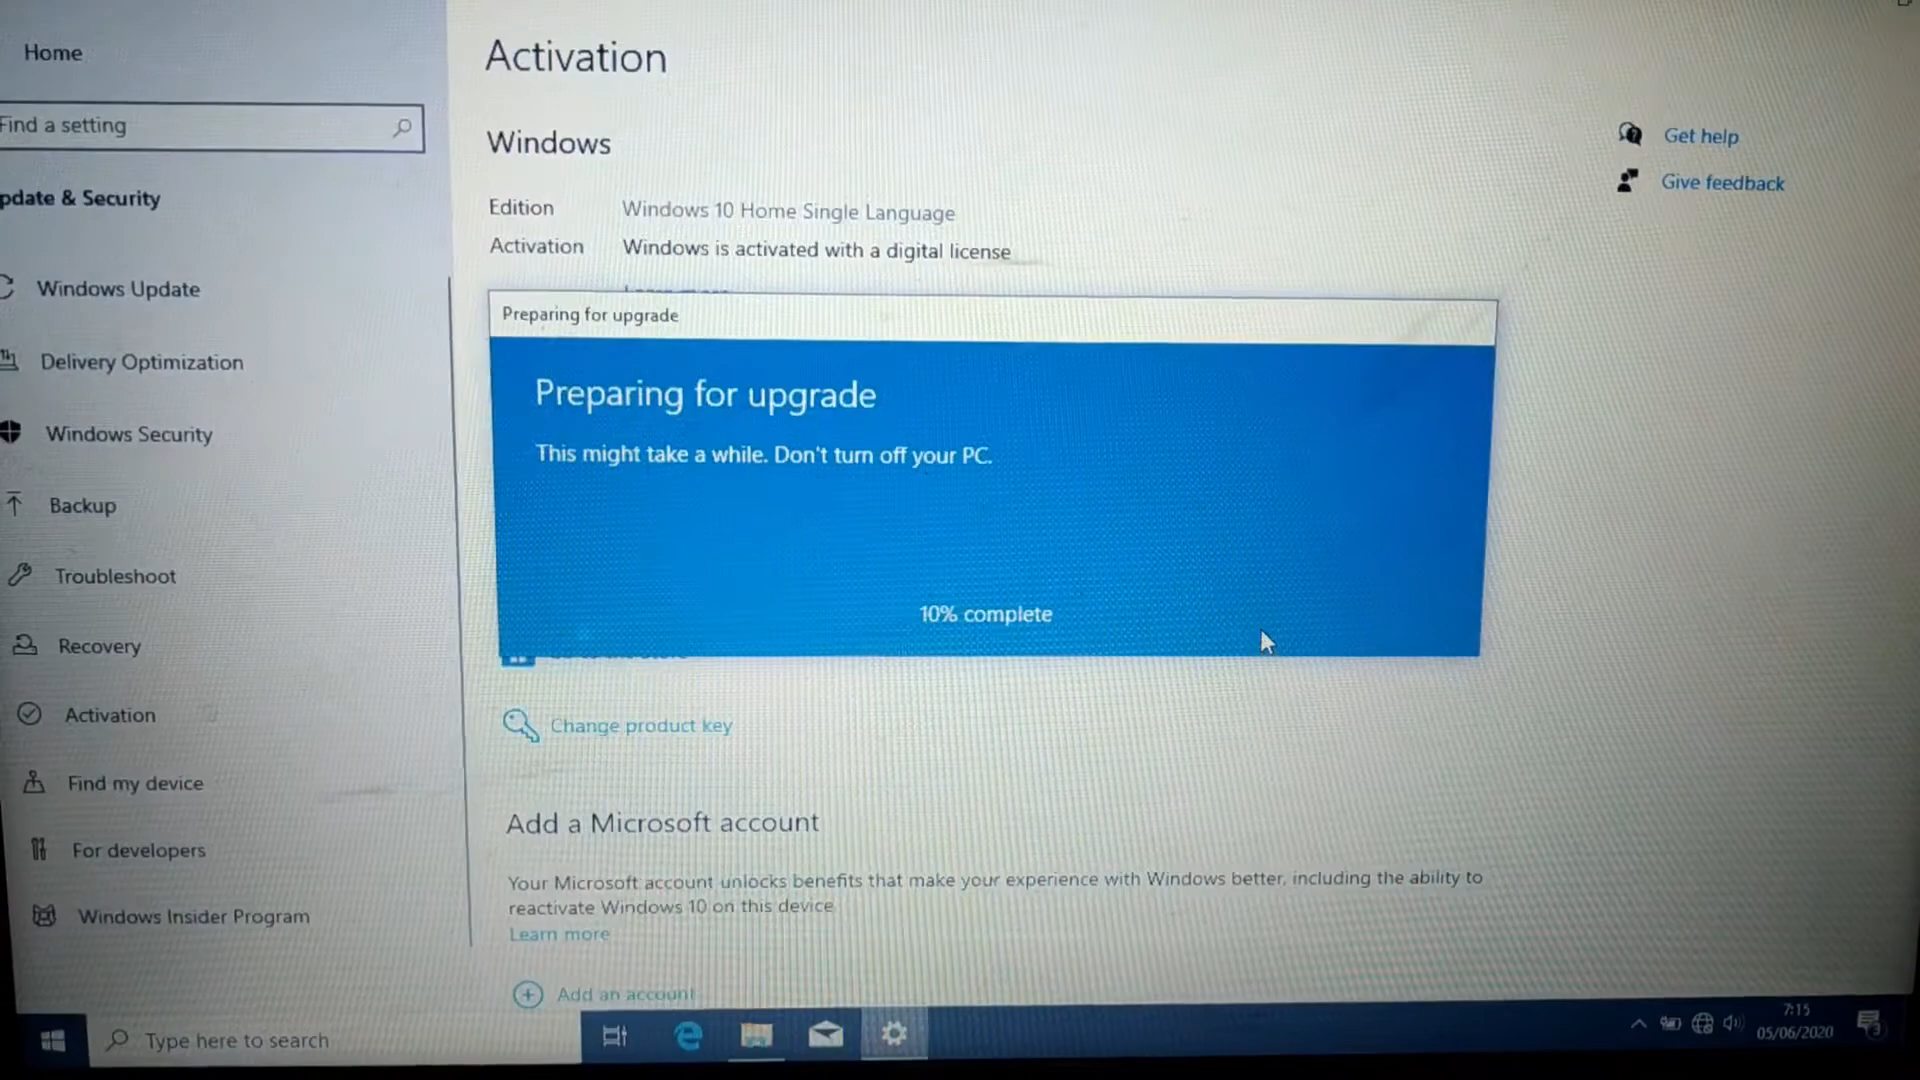 Home
Find a setting
pdate & Security
Windows Update
Delivery Optimization
Windows Security
Backup
Troubleshoot
Recovery
Activation
Find my device
For developers
Windows Insider Program
Activation
Windows
Edition Windows 10 Home Single Language
Activation Windows is activated with a digital license
Preparing for upgrade
Preparing for upgrade
This might take a while. Don't turn off your PC.
10% complete
Change product key
Add a Microsoft account
Your Microsoft account unlocks benefits that make your experience with Windows better, including the ability to
reactivate Windows 10 on this device
Learn more
Add an account
Get help
Give feedback
Type here to search
7:15
05/06/2020
3